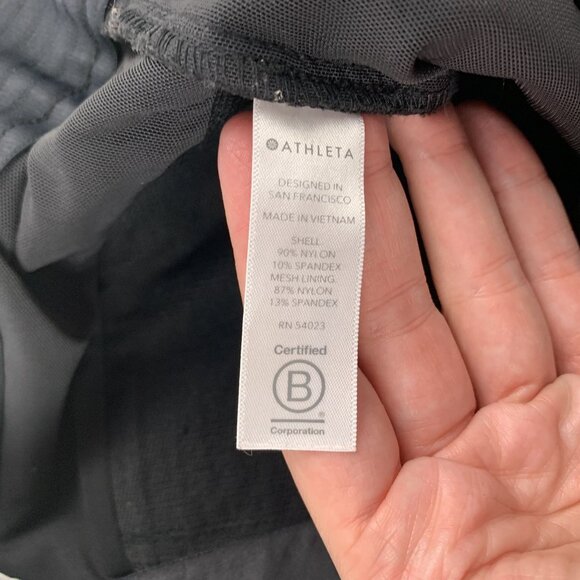 ATHLETA
DESIGNED IN
SAN FRANCISCO
MADE IN VIETNAM
SHELL:
90% NYLON
10% SPANDEX
MESH LINING:
87% NYLON
13% SPANDEX
RN 54023
Certified
B
®
Corporation